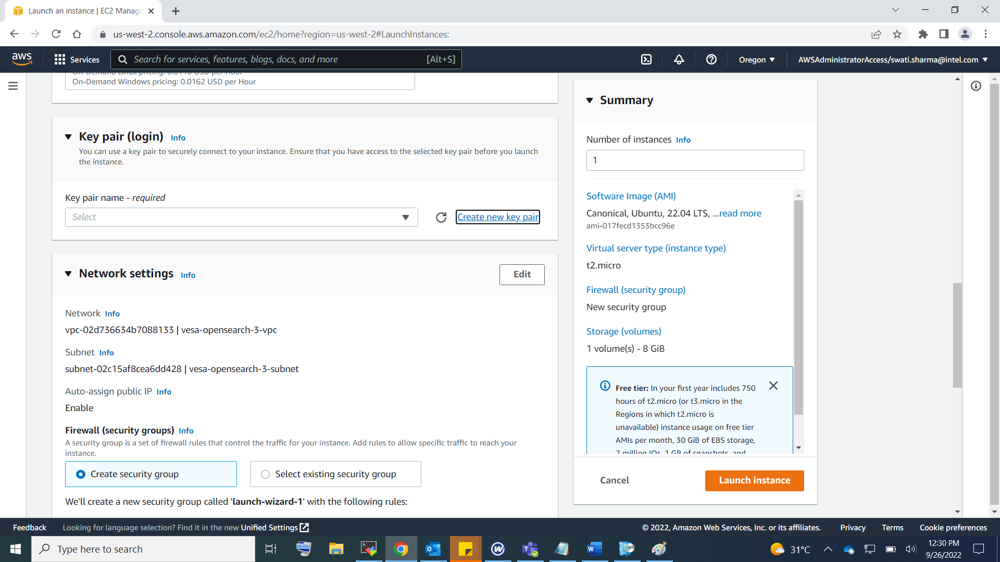 Launch an instance | EC2 Manage
us-west-2.console.aws.amazon.com/ec2/home?region=us-west-2#LaunchInstances:
aws
Services
Search for services, features, blogs, docs, and more
[Alt+S]
Oregon
AWSAdministratorAccess/swati.sharma@intel.com
On-Demand Linux pricing: 0.0116 USD per Hour
On-Demand Windows pricing: 0.0162 USD per Hour
Key pair (login) Info
You can use a key pair to securely connect to your instance. Ensure that you have access to the selected key pair before you launch
the instance.
Key pair name - required
Select
Create new key pair
Network settings Info
Edit
Network Info
vpc-02d736634b7088133 | vesa-opensearch-3-vpc
Subnet Info
subnet-02c15af8cea6dd428 | vesa-opensearch-3-subnet
Auto-assign public IP Info
Enable
Firewall (security groups) Info
A security group is a set of firewall rules that control the traffic for your instance. Add rules to allow specific traffic to reach your
instance.
Create security group
Select existing security group
We'll create a new security group called 'launch-wizard-1' with the following rules:
Summary
Number of instances Info
1
Software Image (AMI)
Canonical, Ubuntu, 22.04 LTS, ...read more
ami-017fecd1353bcc96e
Virtual server type (instance type)
t2.micro
Firewall (security group)
New security group
Storage (volumes)
1 volume(s) - 8 GiB
Free tier: In your first year includes 750
hours of t2.micro (or t3.micro in the
Regions in which t2.micro is
unavailable) instance usage on free tier
AMIs per month, 30 GiB of EBS storage,
2 million IOs, 1 GB of snapshots, and
Cancel
Launch instance
Feedback
Looking for language selection? Find it in the new Unified Settings
© 2022, Amazon Web Services, Inc. or its affiliates.
Privacy
Terms
Cookie preferences
Type here to search
31°C
12:30 PM
9/26/2022